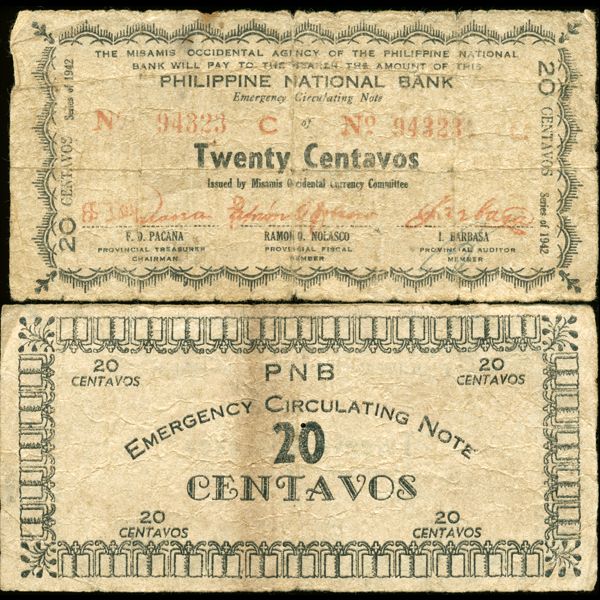 THE MISAMIS OCCIDENTAL AGENCY OF THE PHILIPPINE NATIONAL
BANK WILL PAY TO THE BEARER THE AMOUNT OF THIS
PHILIPPINE NATIONAL BANK
Emergency Circulating Note
Nº 94323 C of Nº 94323 C
Twenty Centavos
Issued by Misamis Occidental Currency Committee
F. D. PACANA
PROVINCIAL TREASURER
CHAIRMAN
RAMON O. NOLASCO
PROVINCIAL FISCAL
MEMBER
I. BARBASA
PROVINCIAL AUDITOR
MEMBER
20 CENTAVOS Series of 1942
20 CENTAVOS Series of 1942
20
CENTAVOS
20
CENTAVOS
PNB
EMERGENCY CIRCULATING NOTE
20
CENTAVOS
20
CENTAVOS
20
CENTAVOS